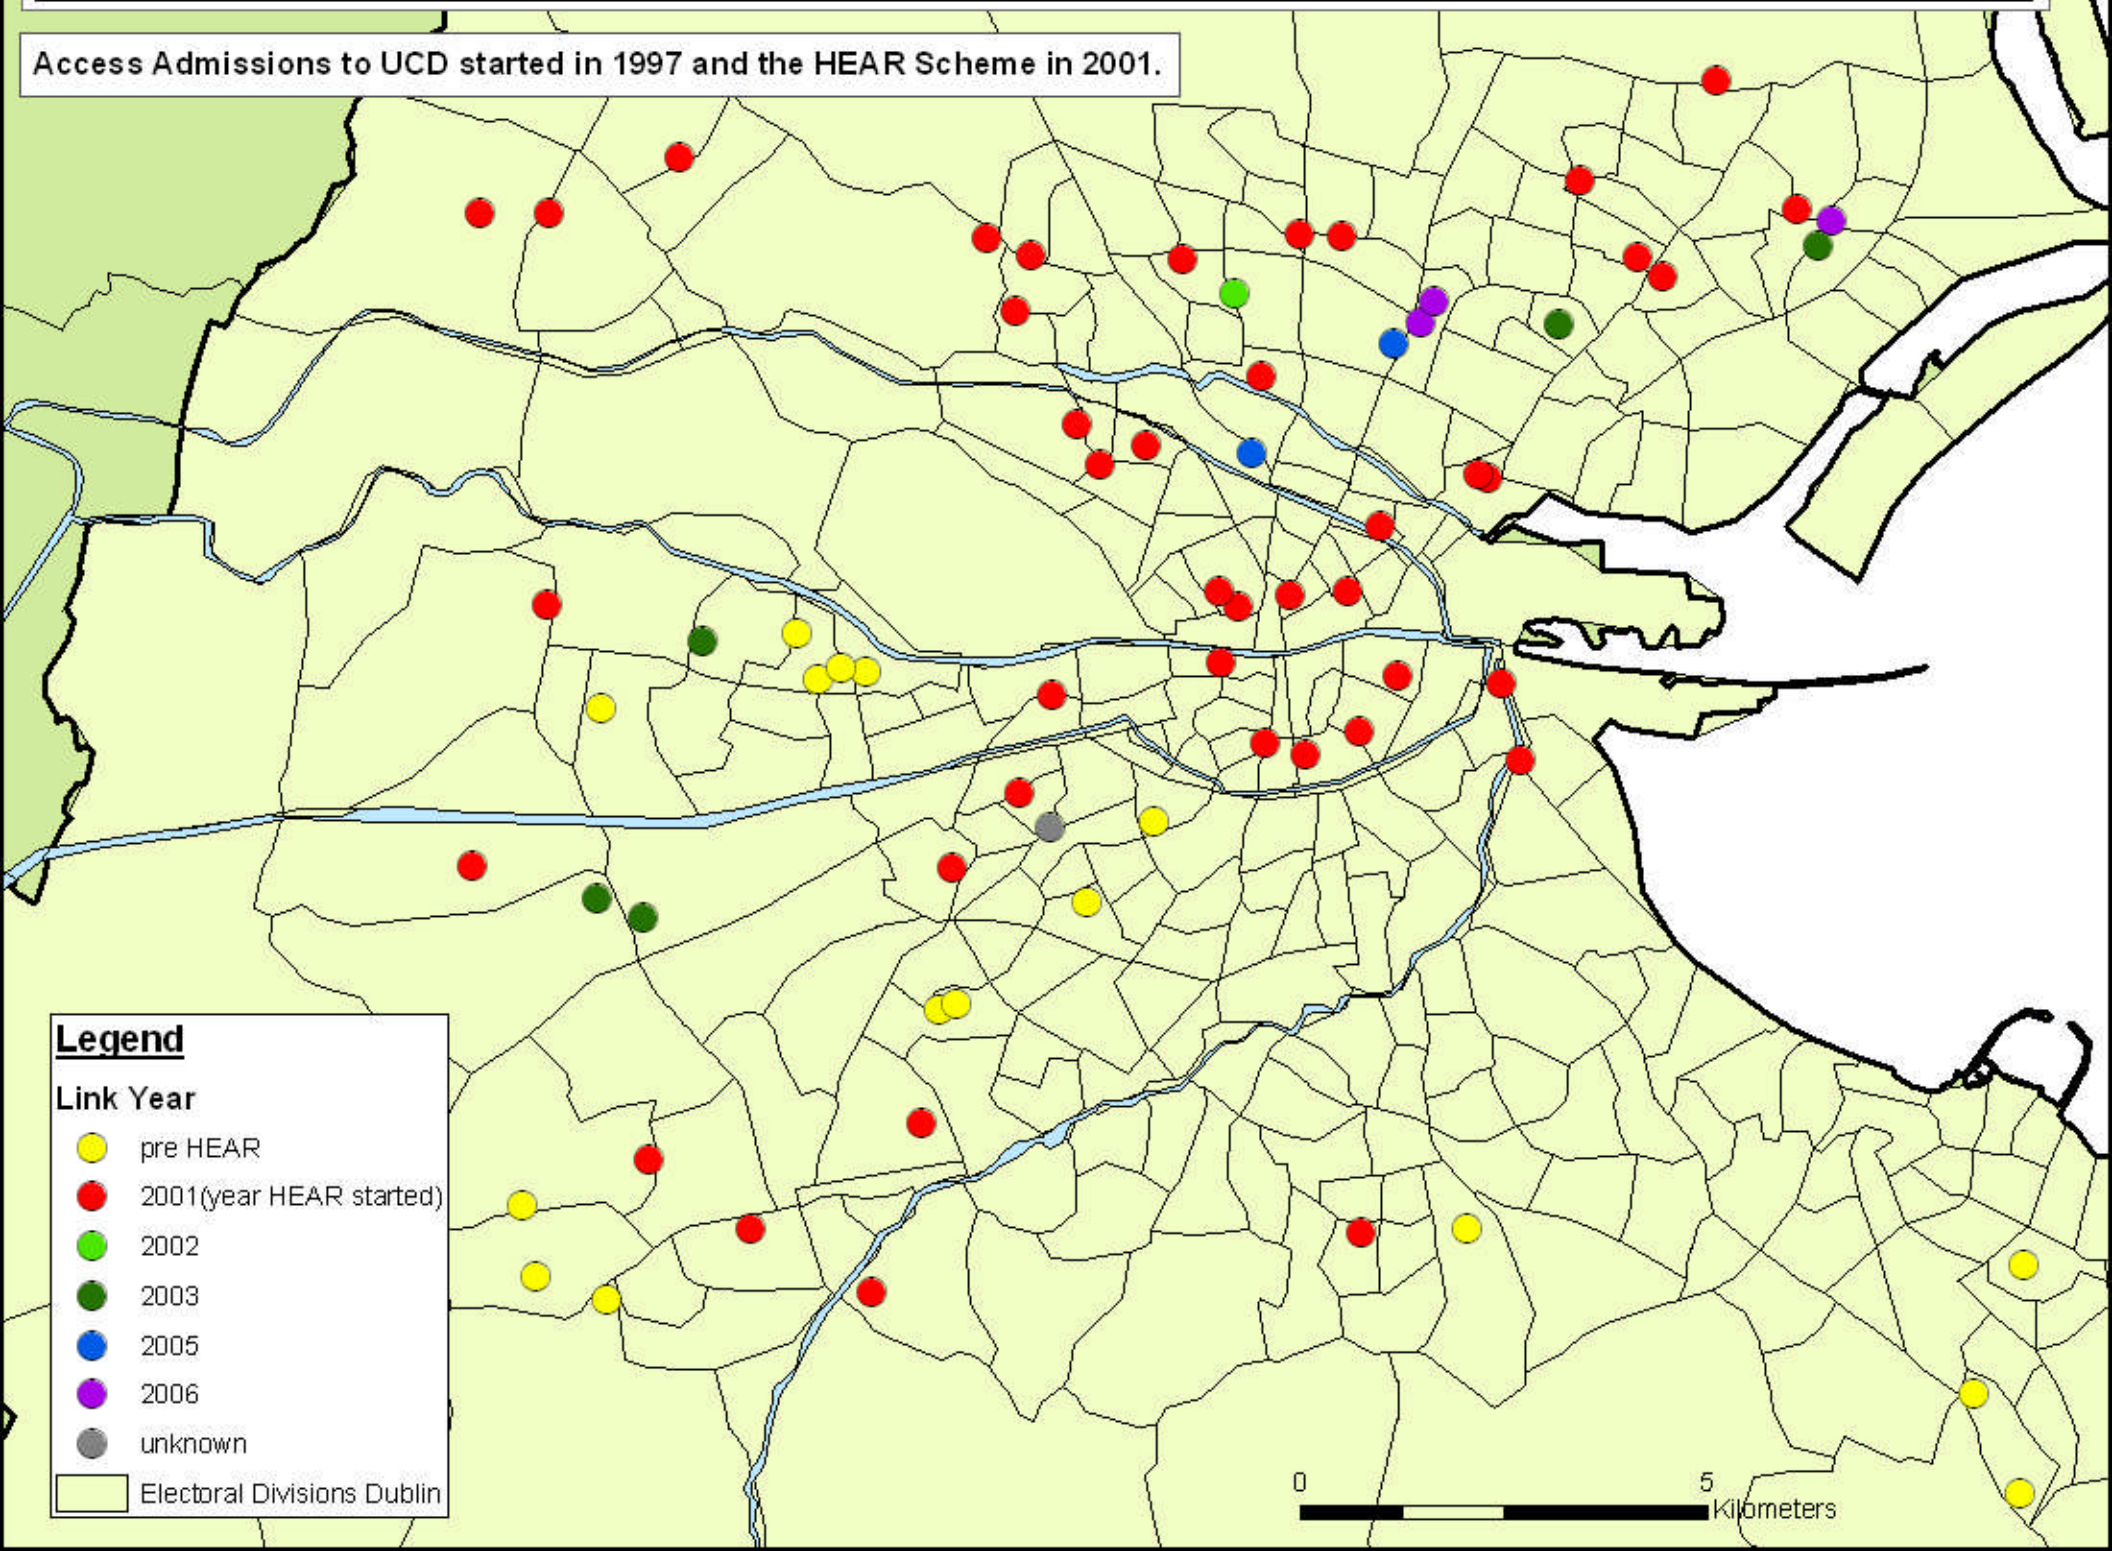 Access Admissions to UCD started in 1997 and the HEAR Scheme in 2001.
Legend
Link Year
pre HEAR
2001(year HEAR started)
2002
2003
2005
2006
unknown
Electoral Divisions Dublin
0 5
Kilometers